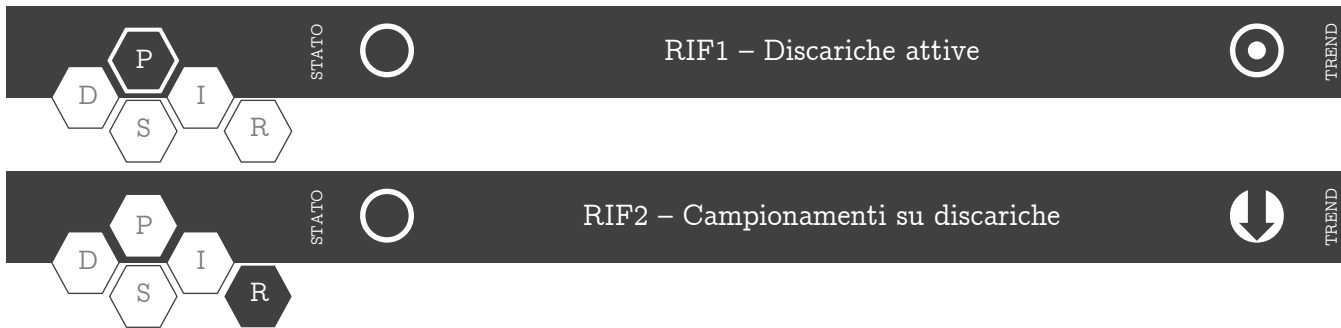 P
D
I
S
R
STATO
RIF1 – Discariche attive
TREND
P
D
I
S
R
STATO
RIF2 – Campionamenti su discariche
TREND